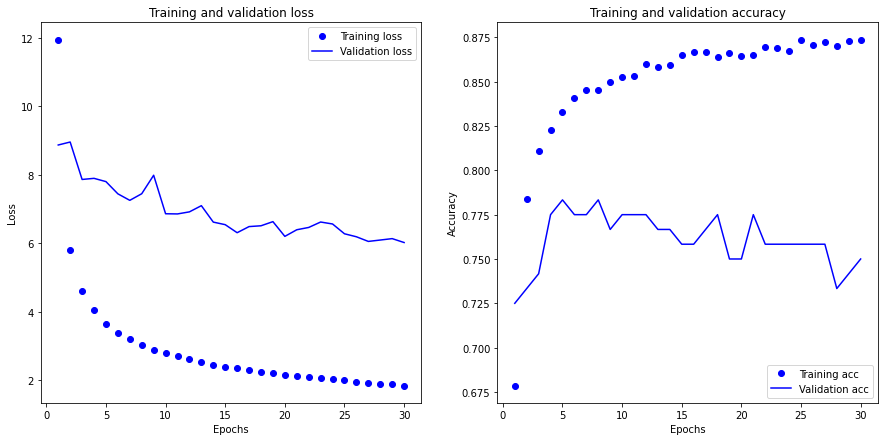 Training and validation loss
Training loss
Validation loss
12
10
8
6
4
2
Loss
0
5
10
15
20
25
30
Epochs
Training and validation accuracy
0.875
0.850
0.825
0.800
0.775
0.750
0.725
0.700
0.675
Accuracy
Training acc
Validation acc
0
5
10
15
20
25
30
Epochs